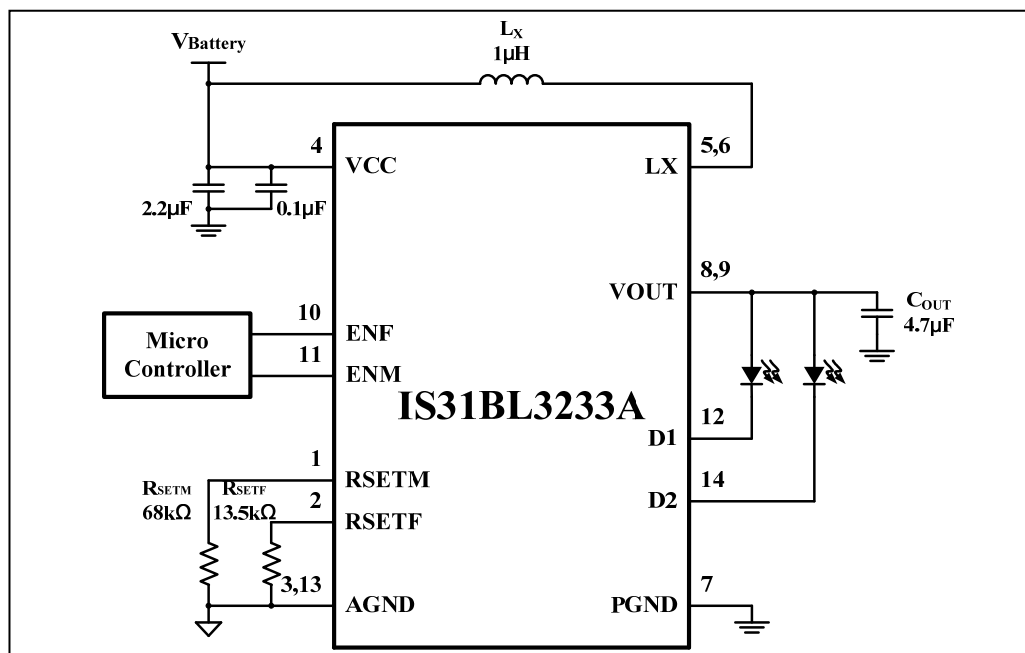 VBattery
LX
1µH
4
VCC
5,6
LX
2.2µF
0.1µF
8,9
VOUT
COUT
4.7µF
10
ENF
Micro
Controller
11
ENM
IS31BL3233A
12
D1
1
RSETM
RSETM
68kΩ
RSETF
13.5kΩ
2
RSETF
14
D2
3,13
AGND
7
PGND